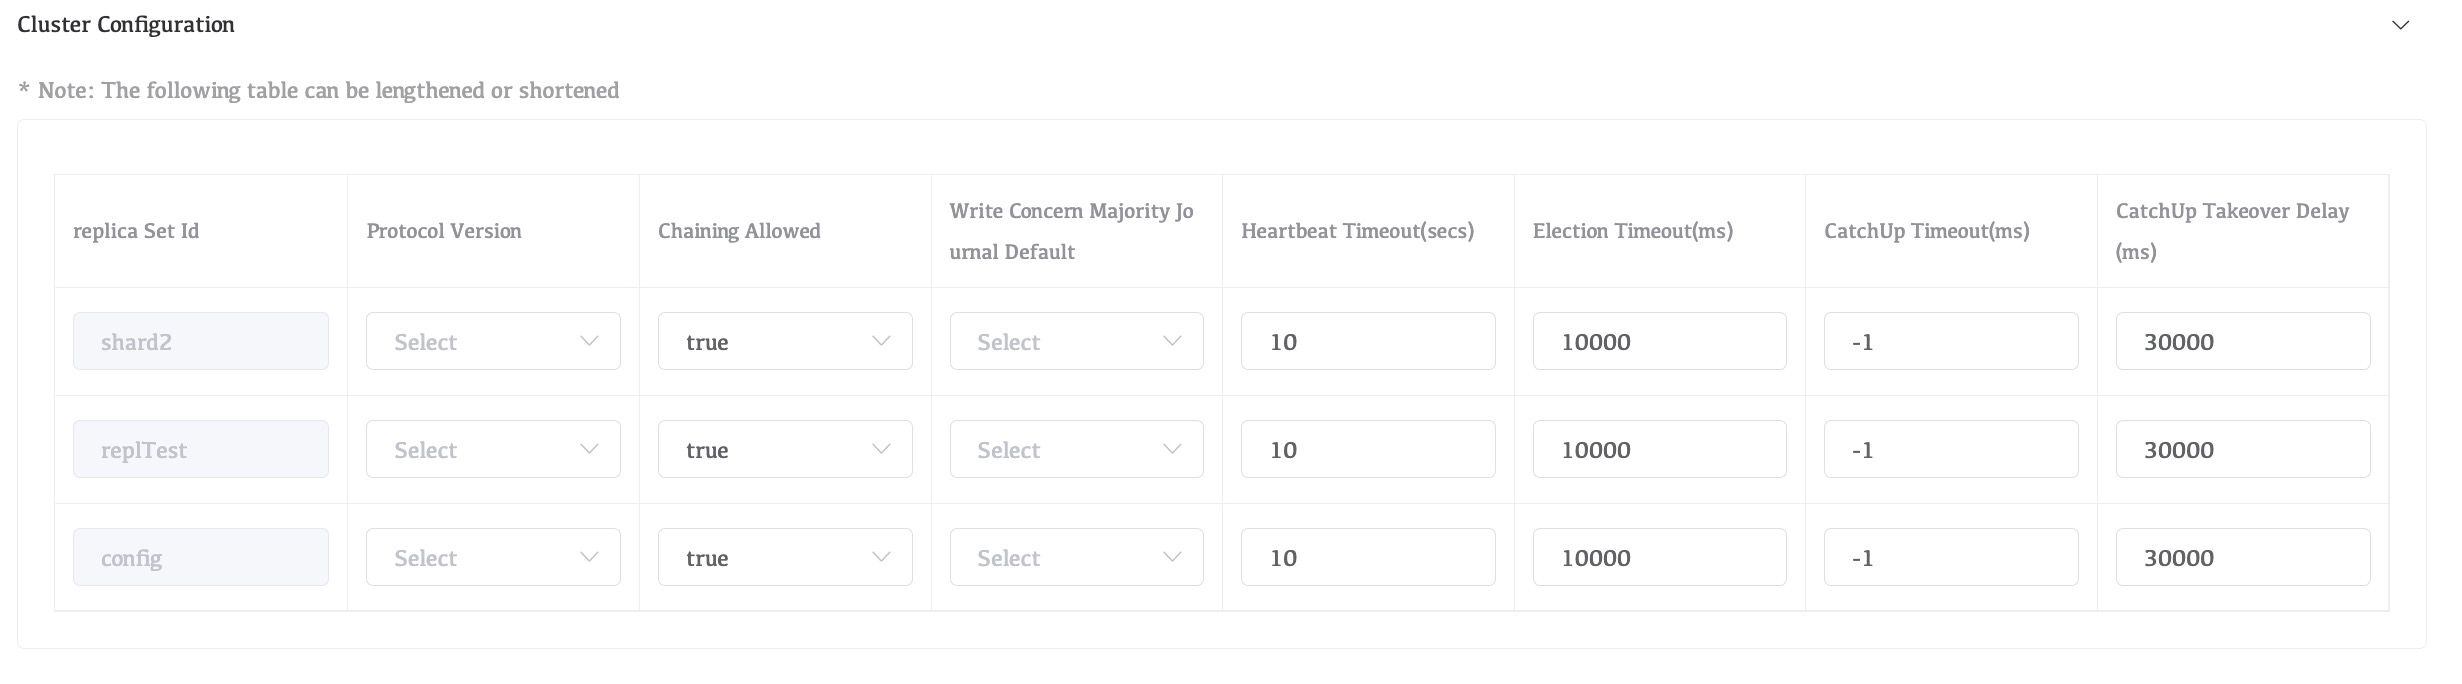 Cluster Configuration
* Note: The following table can be lengthened or shortened
replica Set Id
Protocol Version
Chaining Allowed
Write Concern Majority Jo
urnal Default
Heartbeat Timeout(secs)
Election Timeout(ms)
CatchUp Timeout(ms)
CatchUp Takeover Delay
(ms)
shard2
Select
true
Select
10
10000
-1
30000
replTest
Select
true
Select
10
10000
-1
30000
config
Select
true
Select
10
10000
-1
30000